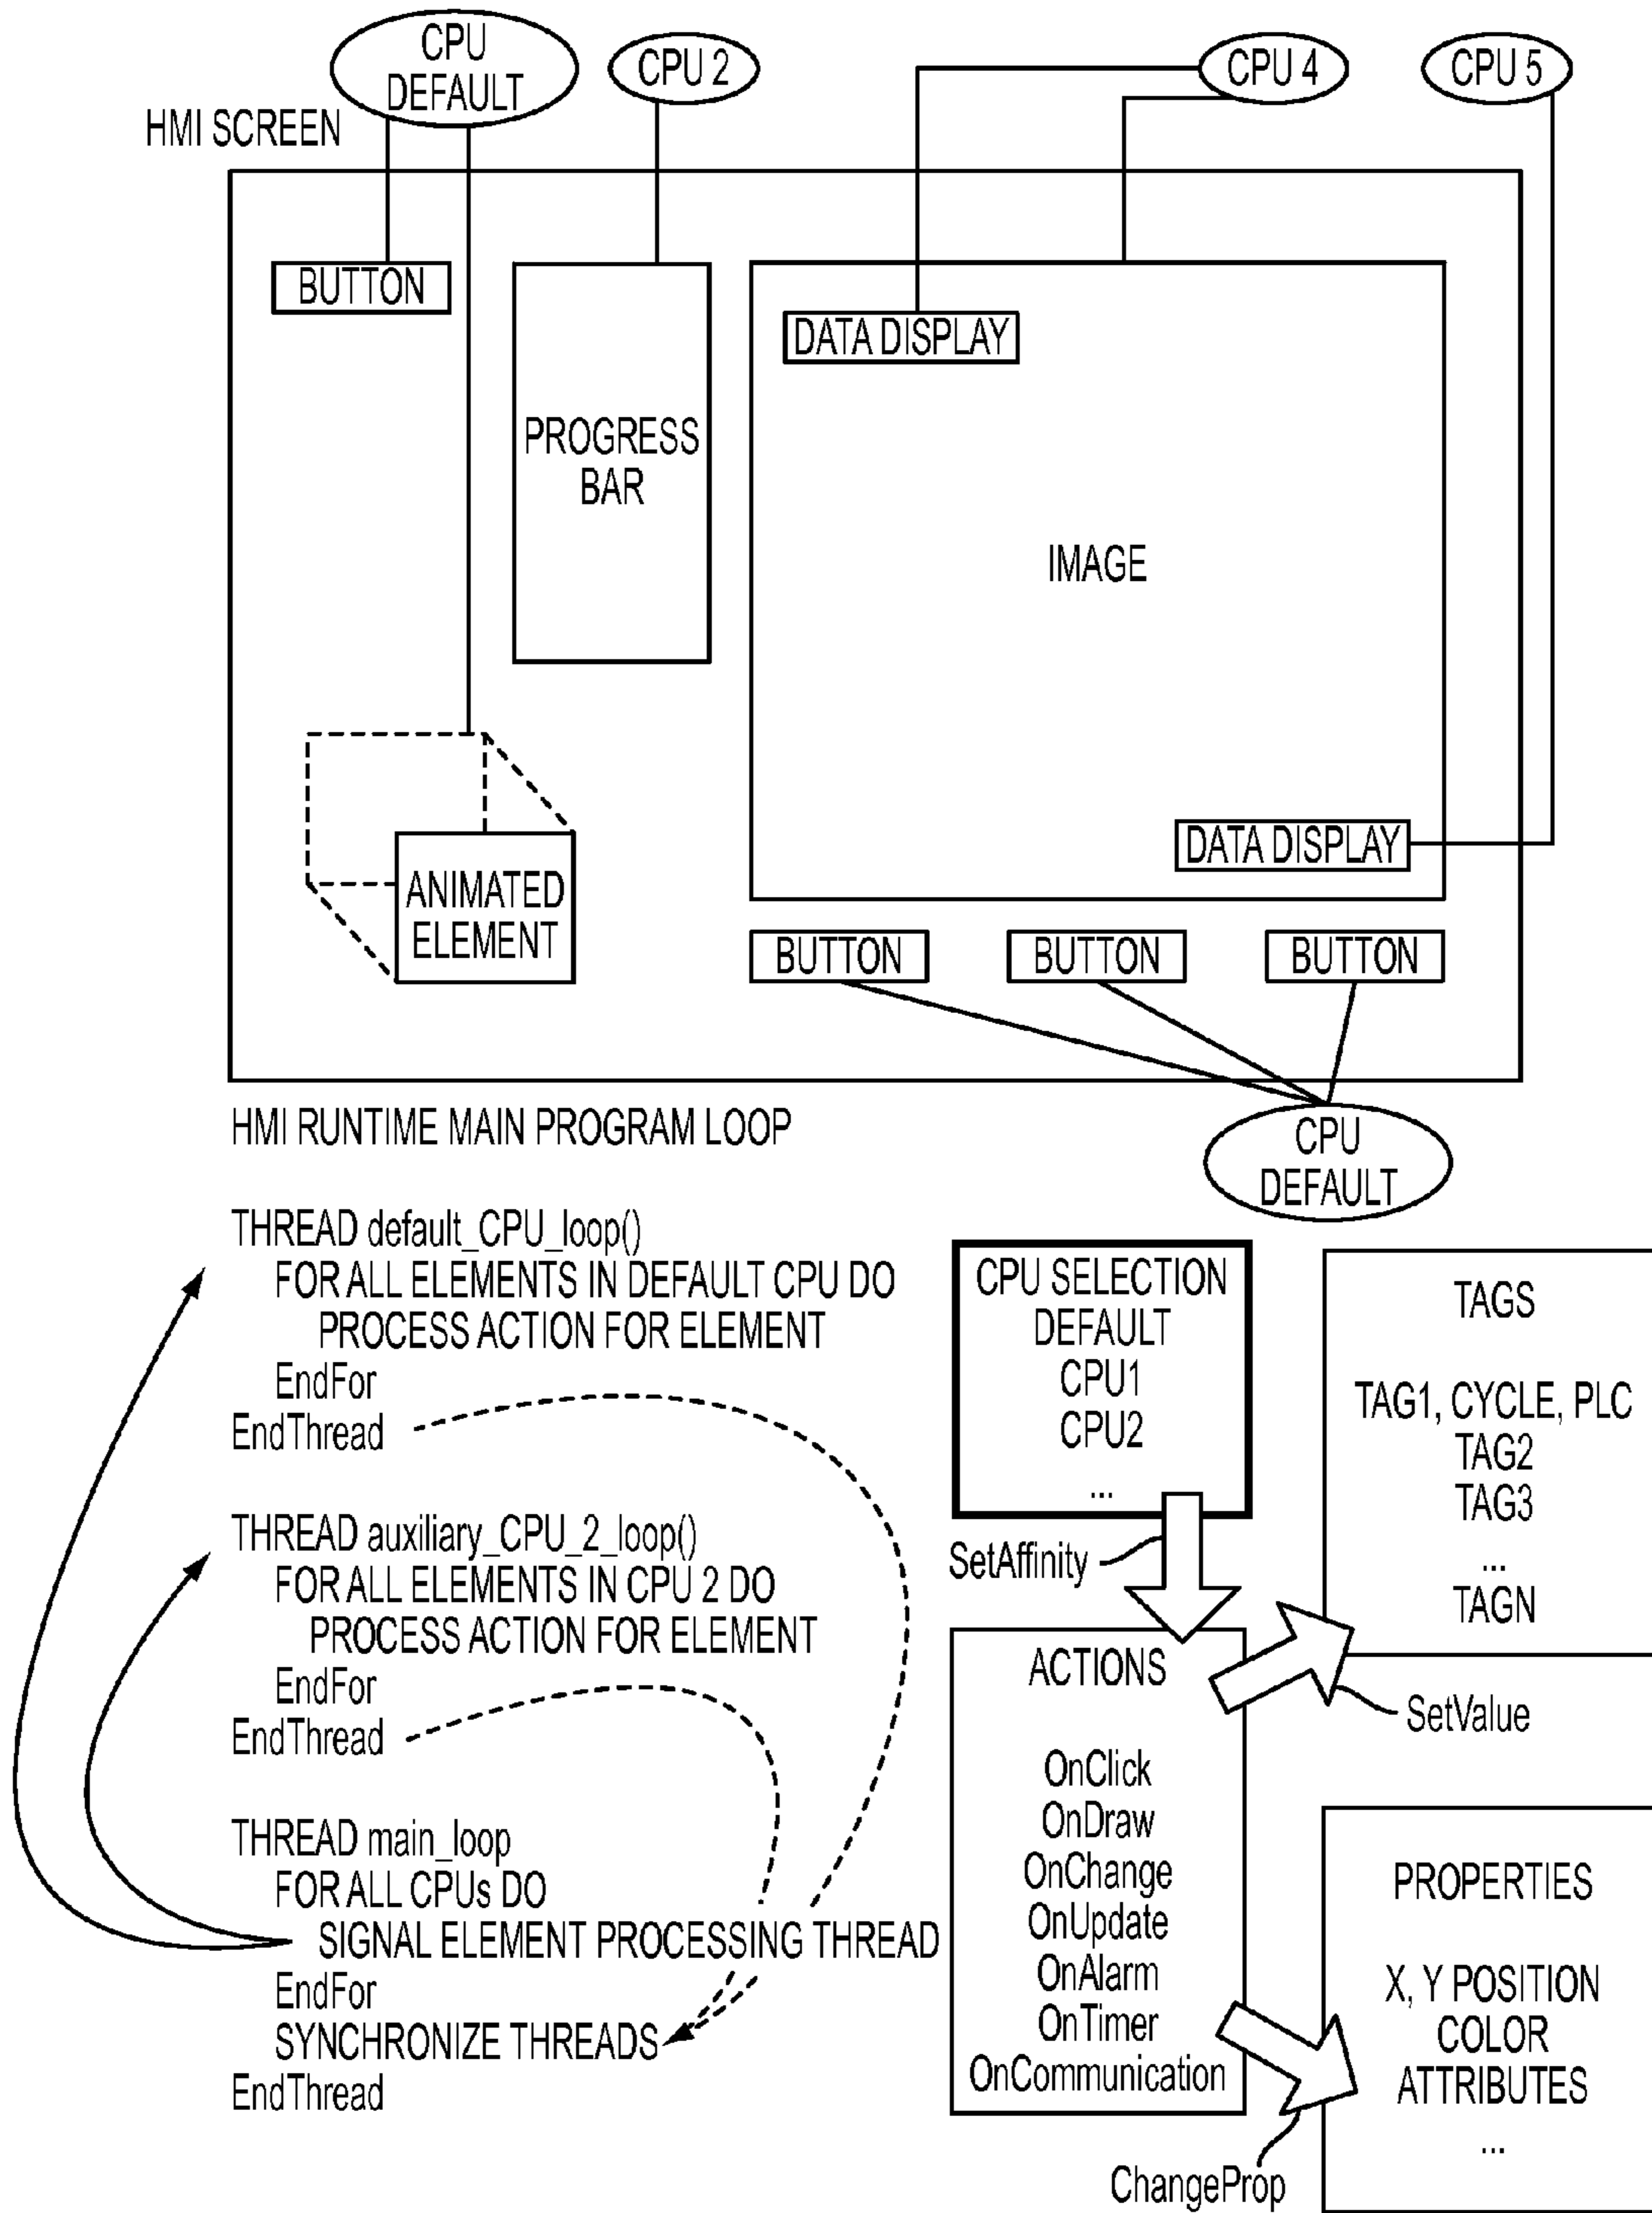 CPU
DEFAULT
CPU 2
CPU 4
CPU 5
HMI SCREEN
BUTTON
DATA DISPLAY
PROGRESS
BAR
IMAGE
DATA DISPLAY
ANIMATED
ELEMENT
BUTTON
BUTTON
BUTTON
HMI RUNTIME MAIN PROGRAM LOOP
CPU
DEFAULT
THREAD default_CPU_loop()
FOR ALL ELEMENTS IN DEFAULT CPU DO
PROCESS ACTION FOR ELEMENT
EndFor
EndThread
THREAD auxiliary_CPU_2_loop()
FOR ALL ELEMENTS IN CPU 2 DO
PROCESS ACTION FOR ELEMENT
EndFor
EndThread
THREAD main_loop
FOR ALL CPUs DO
SIGNAL ELEMENT PROCESSING THREAD
EndFor
SYNCHRONIZE THREADS
EndThread
CPU SELECTION
DEFAULT
CPU1
CPU2
...
SetAffinity
TAGS
TAG1, CYCLE, PLC
TAG2
TAG3
...
TAGN
SetValue
ACTIONS
OnClick
OnDraw
OnChange
OnUpdate
OnAlarm
OnTimer
OnCommunication
ChangeProp
PROPERTIES
X, Y POSITION
COLOR
ATTRIBUTES
...